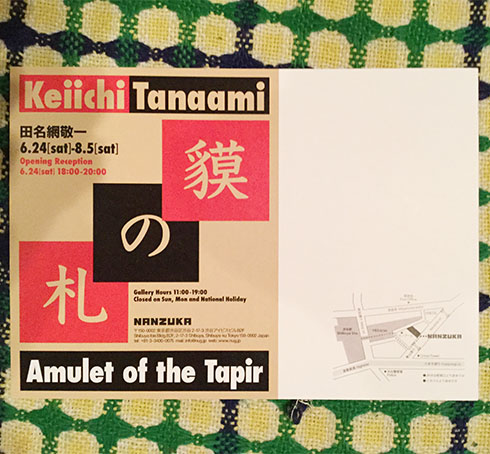 Keiichi Tanaami
田名網敬一
6.24[sat]-8.5[sat]
Opening Reception
6.24[sat] 18:00-20:00
獏
の
札
Gallery Hours 11:00-19:00
Closed on Sun, Mon and National Holiday
NANZUKA
Amulet of the Tapir
NANZUKA